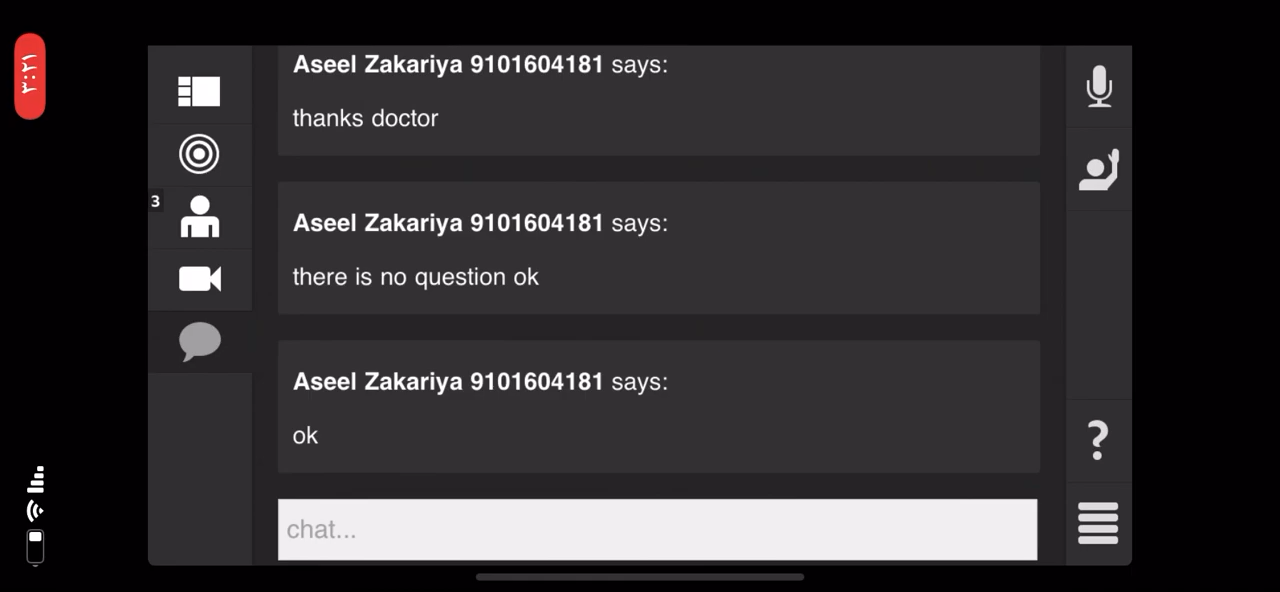 ٣:٢١
Aseel Zakariya 9101604181 says:
thanks doctor
3
Aseel Zakariya 9101604181 says:
there is no question ok
Aseel Zakariya 9101604181 says:
ok
?
chat...